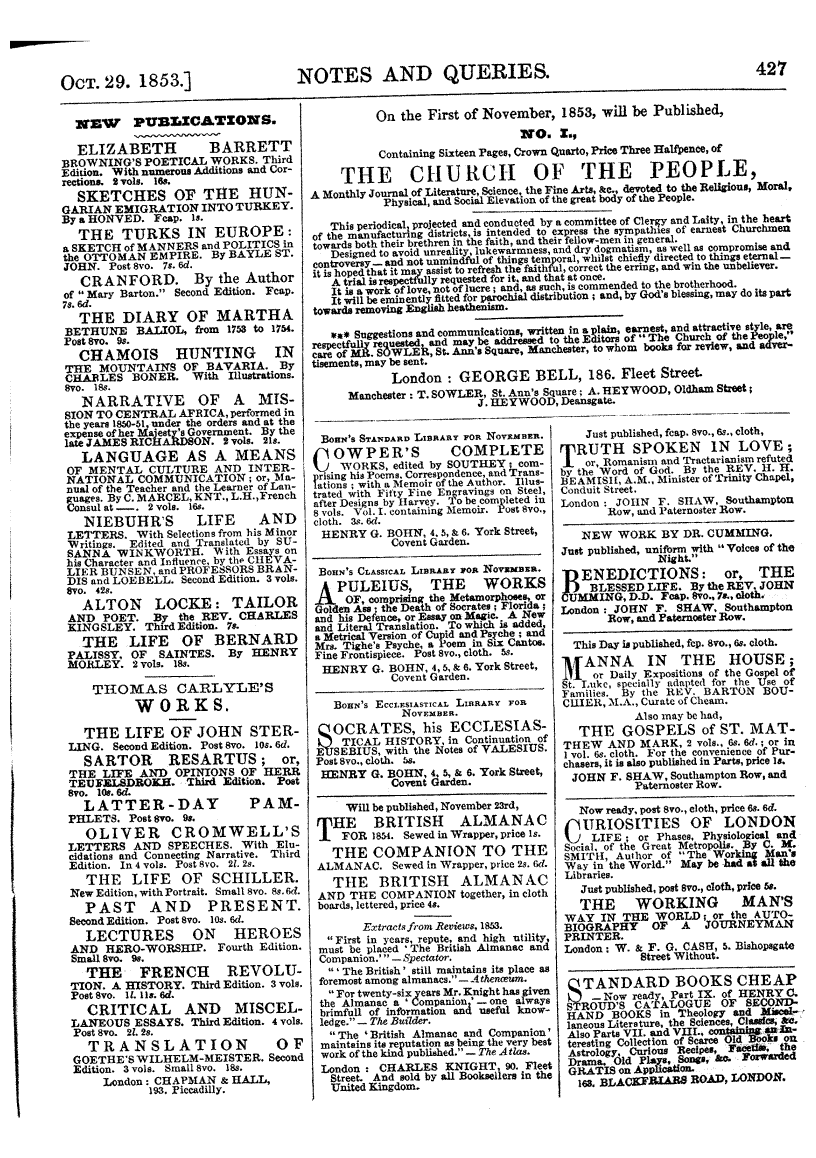 OCT. 29. 1853.]
NOTES AND QUERIES.
427
NEW PUBLICATIONS.
ELIZABETH BARRETT
BROWNING'S POETICAL WORKS. Third
Edition. With numerous Additions and Cor-
rections. 2 vols. 16s.
SKETCHES OF THE HUN-
GARIAN EMIGRATION INTO TURKEY.
By a HONVED. Fcap. 1s.
THE TURKS IN EUROPE:
a SKETCH of MANNERS and POLITICS in
the OTTOMAN EMPIRE. By BAYLE ST.
JOHN. Post 8vo. 7s. 6d.
CRANFORD. By the Author
of "Mary Barton." Second Edition. Fcap.
7s. 6d.
THE DIARY OF MARTHA
BETHUNE BALIOL, from 1753 to 1754.
Post 8vo. 9s.
CHAMOIS HUNTING IN
THE MOUNTAINS OF BAVARIA. By
CHARLES BONER. With Illustrations.
8vo. 18s.
NARRATIVE OF A MIS-
SION TO CENTRAL AFRICA, performed in
the years 1850-51, under the orders and at the
expense of her Majesty's Government. By the
late JAMES RICHARDSON. 2 vols. 21s.
LANGUAGE AS A MEANS
OF MENTAL CULTURE AND INTER-
NATIONAL COMMUNICATION; or, Ma-
nual of the Teacher and the Learner of Lan-
guages. By C. MARCEL, KNT., L.H., French
Consul at ——. 2 vols. 16s.
NIEBUHR'S LIFE AND
LETTERS. With Selections from his Minor
Writings. Edited and Translated by SU-
SANNA WINKWORTH. With Essays on
his Character and Influence, by the CHEVA-
LIER BUNSEN, and PROFESSORS BRAN-
DIS and LOEBELL. Second Edition. 3 vols.
8vo. 42s.
ALTON LOCKE: TAILOR
AND POET. By the REV. CHARLES
KINGSLEY. Third Edition. 7s.
THE LIFE OF BERNARD
PALISSY, OF SAINTES. By HENRY
MORLEY. 2 vols. 18s.
THOMAS CARLYLE'S
WORKS.
THE LIFE OF JOHN STER-
LING. Second Edition. Post 8vo. 10s. 6d.
SARTOR RESARTUS; or,
THE LIFE AND OPINIONS OF HERR
TEUFELSDROKH. Third Edition. Post
8vo. 10s. 6d.
LATTER-DAY PAM-
PHLETS. Post 8vo. 9s.
OLIVER CROMWELL'S
LETTERS AND SPEECHES. With Elu-
cidations and Connecting Narrative. Third
Edition. In 4 vols. Post 8vo. 2l. 2s.
THE LIFE OF SCHILLER.
New Edition, with Portrait. Small 8vo. 8s. 6d.
PAST AND PRESENT.
Second Edition. Post 8vo. 10s. 6d.
LECTURES ON HEROES
AND HERO-WORSHIP. Fourth Edition.
Small 8vo. 9s.
THE FRENCH REVOLU-
TION. A HISTORY. Third Edition. 3 vols.
Post 8vo. 1l. 11s. 6d.
CRITICAL AND MISCEL-
LANEOUS ESSAYS. Third Edition. 4 vols.
Post 8vo. 2l. 2s.
TRANSLATION OF
GOETHE'S WILHELM-MEISTER. Second
Edition. 3 vols. Small 8vo. 18s.
London: CHAPMAN & HALL,
193. Piccadilly.
On the First of November, 1853, will be Published,
NO. I.,
Containing Sixteen Pages, Crown Quarto, Price Three Halfpence, of
THE CHURCH OF THE PEOPLE,
A Monthly Journal of Literature, Science, the Fine Arts, &c., devoted to the Religious, Moral,
Physical, and Social Elevation of the great body of the People.
This periodical, projected and conducted by a committee of Clergy and Laity, in the heart
of the manufacturing districts, is intended to express the sympathies of earnest Churchmen
towards both their brethren in the faith, and their fellow-men in general.
Designed to avoid unreality, lukewarmness, and dry dogmatism, as well as compromise and
controversy — and not unmindful of things temporal, whilst chiefly directed to things eternal —
it is hoped that it may assist to refresh the faithful, correct the erring, and win the unbeliever.
A trial is respectfully requested for it, and that at once.
It is a work of love, not of lucre; and, as such, is commended to the brotherhood.
It will be eminently fitted for parochial distribution; and, by God's blessing, may do its part
towards removing English heathenism.
*** Suggestions and communications, written in a plain, earnest, and attractive style, are
respectfully requested, and may be addressed to the Editors of "The Church of the People,"
care of MR. SOWLER, St. Ann's Square, Manchester, to whom books for review, and adver-
tisements, may be sent.
London: GEORGE BELL, 186. Fleet Street.
Manchester: T. SOWLER, St. Ann's Square; A. HEYWOOD, Oldham Street;
J. HEYWOOD, Deansgate.
BOHN'S STANDARD LIBRARY FOR NOVEMBER.
COWPER'S COMPLETE
WORKS, edited by SOUTHEY; com-
prising his Poems, Correspondence, and Trans-
lations; with a Memoir of the Author. Illus-
trated with Fifty Fine Engravings on Steel,
after Designs by Harvey. To be completed in
8 vols. Vol. I. containing Memoir. Post 8vo.,
cloth. 3s. 6d.
HENRY G. BOHN, 4, 5, & 6. York Street,
Covent Garden.
BOHN'S CLASSICAL LIBRARY FOR NOVEMBER.
APULEIUS, THE WORKS
OF, comprising the Metamorphoses, or
Golden Ass; the Death of Socrates; Florida;
and his Defence, or Essay on Magic. A New
and Literal Translation. To which is added,
a Metrical Version of Cupid and Psyche; and
Mrs. Tighe's Psyche, a Poem in Six Cantos.
Fine Frontispiece. Post 8vo., cloth. 5s.
HENRY G. BOHN, 4, 5, & 6. York Street,
Covent Garden.
BOHN'S ECCLESIASTICAL LIBRARY FOR
NOVEMBER.
SOCRATES, his ECCLESIAS-
TICAL HISTORY, in Continuation of
EUSEBIUS, with the Notes of VALESIUS.
Post 8vo., cloth. 5s.
HENRY G. BOHN, 4, 5, & 6. York Street,
Covent Garden.
Will be published, November 23rd,
THE BRITISH ALMANAC
FOR 1854. Sewed in Wrapper, price 1s.
THE COMPANION TO THE
ALMANAC. Sewed in Wrapper, price 2s. 6d.
THE BRITISH ALMANAC
AND THE COMPANION together, in cloth
boards, lettered, price 4s.
Extracts from Reviews, 1853.
"First in years, repute, and high utility,
must be placed 'The British Almanac and
Companion.'" — Spectator.
"'The British' still maintains its place as
foremost among almanacs." — Athenæum.
"For twenty-six years Mr. Knight has given
the Almanac a 'Companion,' — one always
brimfull of information and useful know-
ledge." — The Builder.
"The 'British Almanac and Companion'
maintains its reputation as being the very best
work of the kind published." — The Atlas.
London: CHARLES KNIGHT, 90. Fleet
Street. And sold by all Booksellers in the
United Kingdom.
Just published, fcap. 8vo., 6s., cloth,
TRUTH SPOKEN IN LOVE;
or, Romanism and Tractarianism refuted
by the Word of God. By the REV. H. H.
BEAMISH, A.M., Minister of Trinity Chapel,
Conduit Street.
London: JOHN F. SHAW, Southampton
Row, and Paternoster Row.
NEW WORK BY DR. CUMMING.
Just published, uniform with "Voices of the
Night."
BENEDICTIONS: or, THE
BLESSED LIFE. By the REV. JOHN
CUMMING, D.D. Fcap. 8vo., 7s., cloth.
London: JOHN F. SHAW, Southampton
Row, and Paternoster Row.
This Day is published, fcp. 8vo., 6s. cloth.
MANNA IN THE HOUSE;
or Daily Expositions of the Gospel of
St. Luke, specially adapted for the Use of
Families. By the REV. BARTON BOU-
CHIER, M.A., Curate of Cheam.
Also may be had,
THE GOSPELS of ST. MAT-
THEW AND MARK, 2 vols., 6s. 6d.; or in
1 vol. 6s. cloth. For the convenience of Pur-
chasers, it is also published in Parts, price 1s.
JOHN F. SHAW, Southampton Row, and
Paternoster Row.
Now ready, post 8vo., cloth, price 6s. 6d.
CURIOSITIES OF LONDON
LIFE; or Phases, Physiological and
Social, of the Great Metropolis. By C. M.
SMITH, Author of "The Working Man's
Way in the World." May be had at all the
Libraries.
Just published, post 8vo., cloth, price 5s.
THE WORKING MAN'S
WAY IN THE WORLD; or the AUTO-
BIOGRAPHY OF A JOURNEYMAN
PRINTER.
London: W. & F. G. CASH, 5. Bishopsgate
Street Without.
STANDARD BOOKS CHEAP
— Now ready, Part IX. of HENRY C.
STROUD'S CATALOGUE OF SECOND-
HAND BOOKS in Theology and Miscel-
laneous Literature, the Sciences, Classics, &c.
Also Parts VII. and VIII., containing an In-
teresting Collection of Scarce Old Books on
Astrology, Curious Recipes, Facetiæ, the
Drama, Old Plays, Songs, &c. Forwarded
GRATIS on Application.
163. BLACKFRIARS ROAD, LONDON.